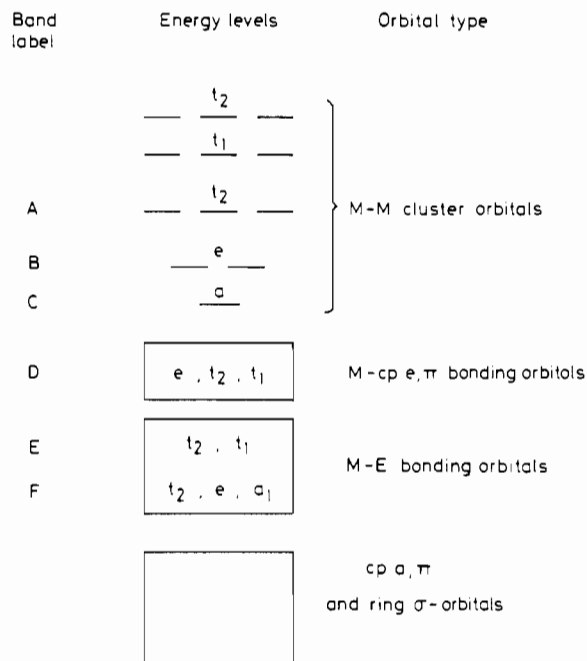 Band label Energy levels Orbital type
t2
t1
A t2 M-M cluster orbitals
B e
C a
D e , t2 , t1 M-cp e,π bonding orbitals
E t2 , t1
M-E bonding orbitals
F t2 , e , a1
cp a,π
and ring σ-orbitals